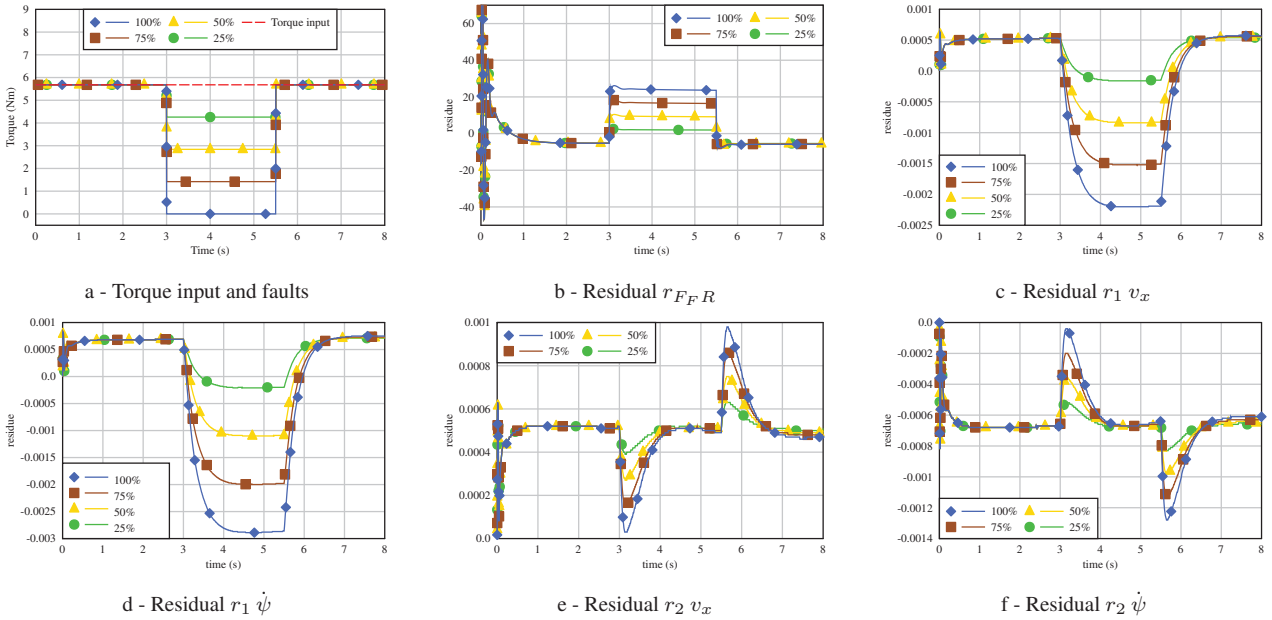 100% 50% Torque input
75% 25%
Torque (Nm)
9
8
7
6
5
4
3
2
1
0
0 1 2 3 4 5 6 7 8
Time (s)
a - Torque input and faults
100% 50%
75% 25%
residue
60
40
20
0
20
40
0 1 2 3 4 5 6 7 8
time (s)
b - Residual r_{F_F R}
0.001
0.0005
0.0
-0.0005
-0.001
-0.0015
-0.002
-0.0025
residue
100%
75%
50%
25%
0 1 2 3 4 5 6 7 8
time (s)
c - Residual r_1 v_x
0.001
0.0005
0.0
-0.0005
-0.001
-0.0015
-0.002
-0.0025
-0.003
residue
100%
75%
50%
25%
0 1 2 3 4 5 6 7 8
time (s)
d - Residual r_1 ψ̇
0.001
0.0008
0.0006
0.0004
0.0002
0.0
residue
100% 50%
75% 25%
0 1 2 3 4 5 6 7 8
time (s)
e - Residual r_2 v_x
0.0
-0.0002
-0.0004
-0.0006
-0.0008
-0.001
-0.0012
-0.0014
residue
100% 50%
75% 25%
0 1 2 3 4 5 6 7 8
time (s)
f - Residual r_2 ψ̇